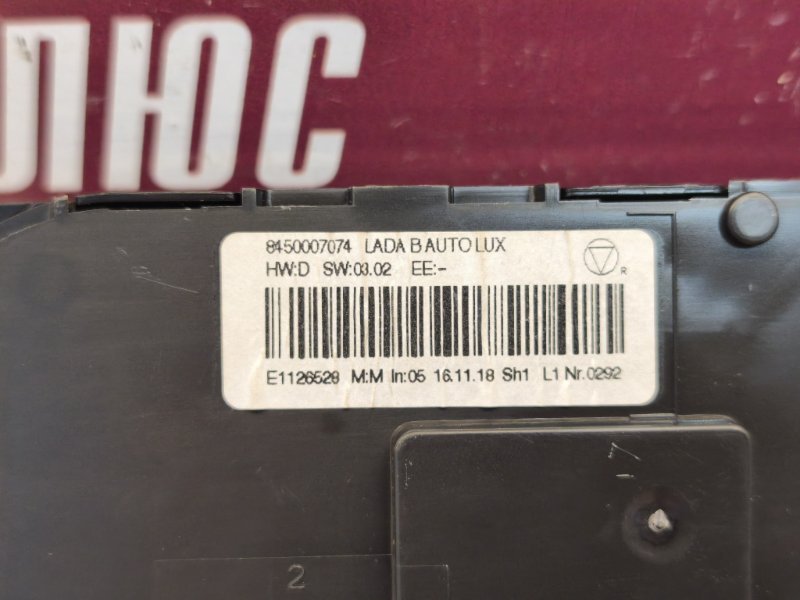 ПЛЮС
8450007074 LADA B AUTO LUX
HW:D SW:03.02 EE:-
R
E1126529 M:M In:05 16.11.18 Sh1 L1 Nr.0292
2